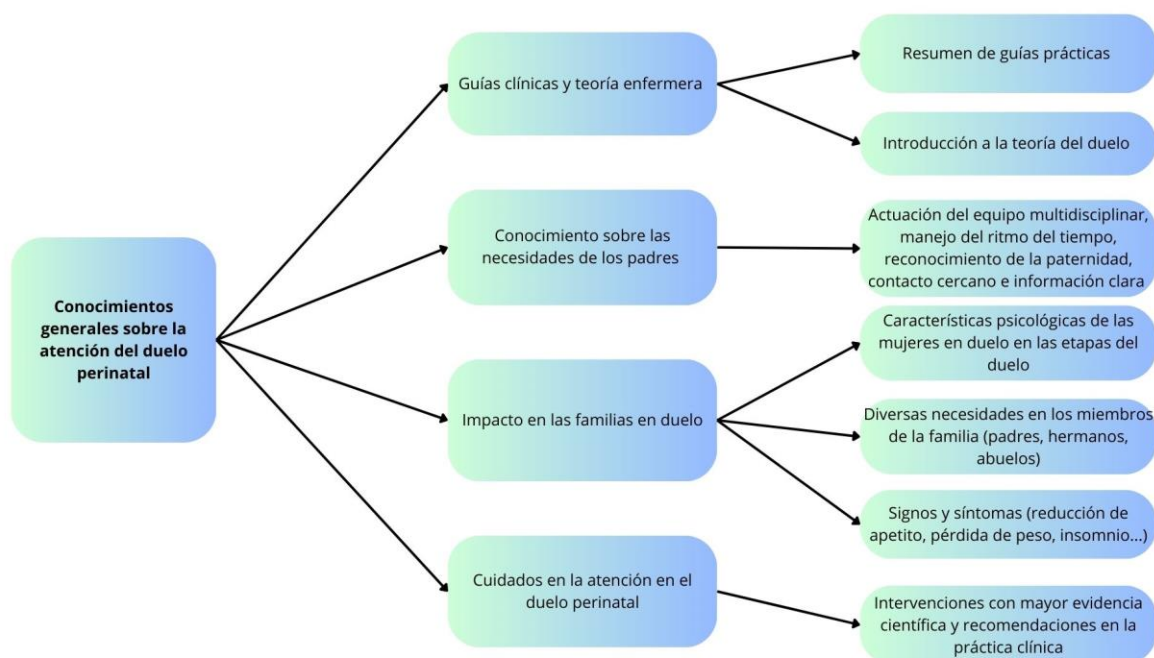 Conocimientos
generales sobre la
atención del duelo
perinatal
Guías clínicas y teoría enfermera
Resumen de guías prácticas
Introducción a la teoría del duelo
Conocimiento sobre las
necesidades de los padres
Actuación del equipo multidisciplinar,
manejo del ritmo del tiempo,
reconocimiento de la paternidad,
contacto cercano e información clara
Impacto en las familias en duelo
Características psicológicas de las
mujeres en duelo en las etapas del
duelo
Diversas necesidades en los miembros
de la familia (padres, hermanos,
abuelos)
Signos y síntomas (reducción de
apetito, pérdida de peso, insomnio...)
Cuidados en la atención en el
duelo perinatal
Intervenciones con mayor evidencia
científica y recomendaciones en la
práctica clínica